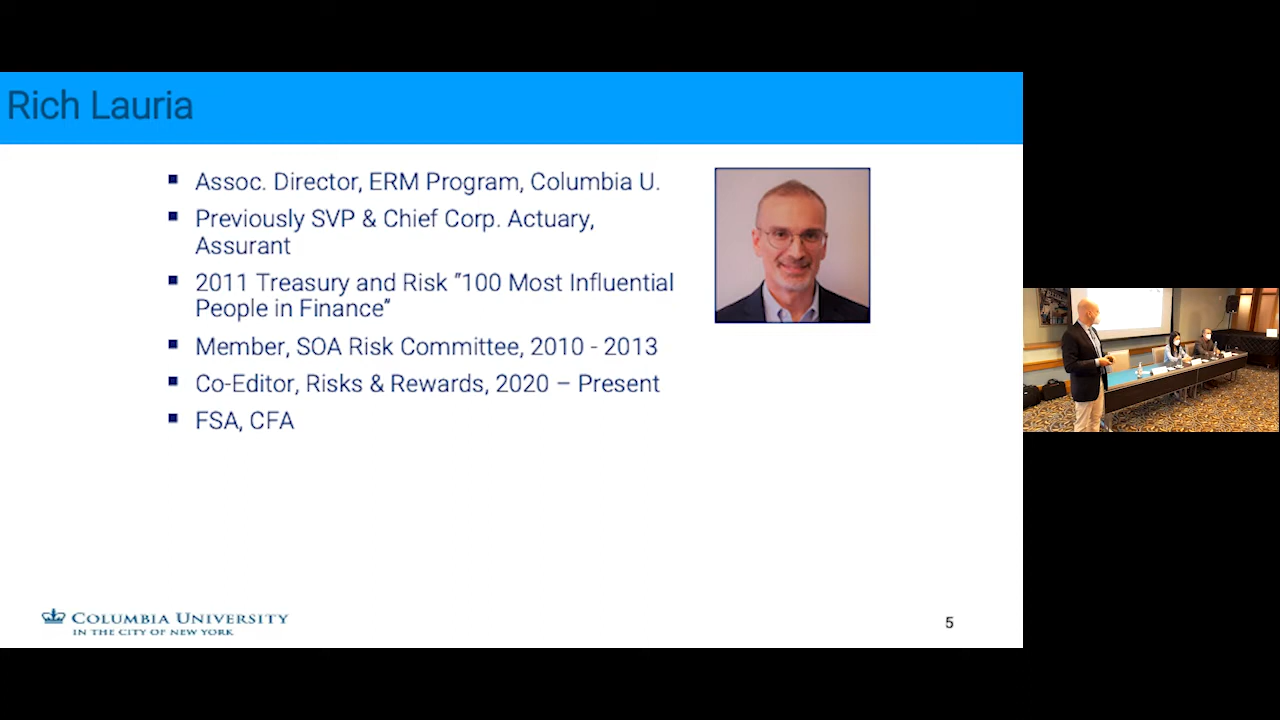 Rich Lauria
Assoc. Director, ERM Program, Columbia U.
Previously SVP & Chief Corp. Actuary,
Assurant
2011 Treasury and Risk "100 Most Influential
People in Finance"
Member, SOA Risk Committee, 2010 - 2013
Co-Editor, Risks & Rewards, 2020 – Present
FSA, CFA
COLUMBIA UNIVERSITY
IN THE CITY OF NEW YORK
5